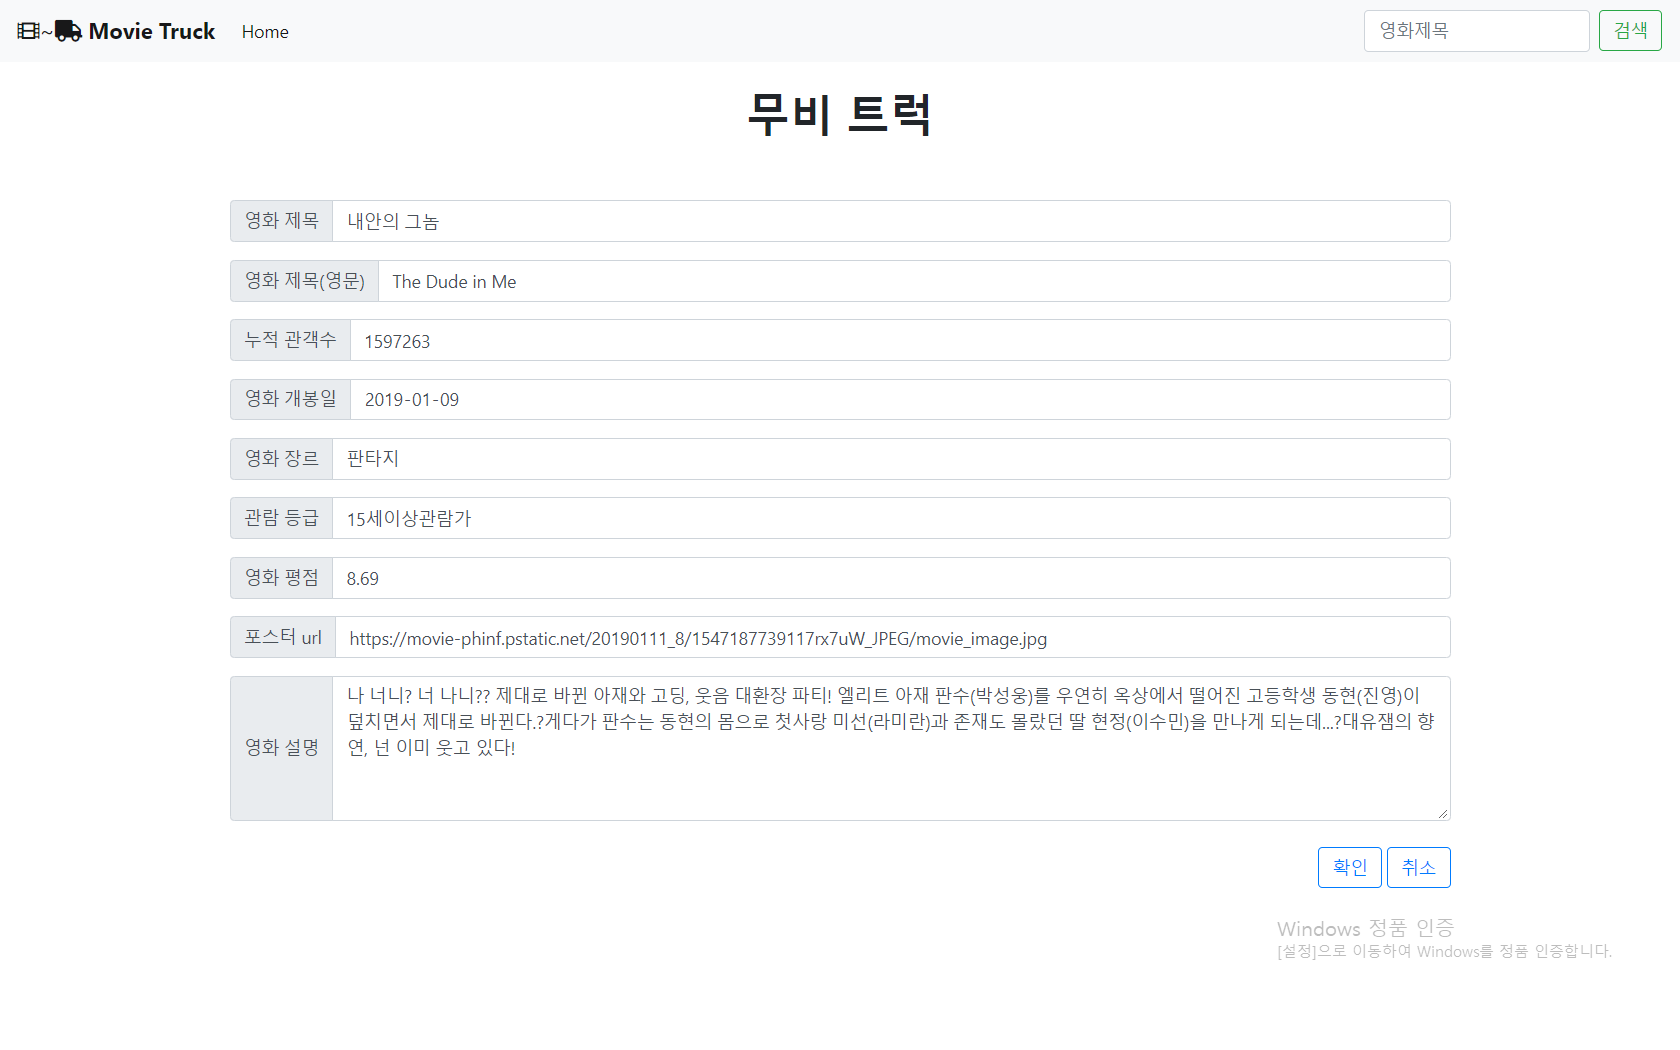 ~ Movie Truck Home 영화제목 검색
무비 트럭
영화 제목 내안의 그놈
영화 제목(영문) The Dude in Me
누적 관객수 1597263
영화 개봉일 2019-01-09
영화 장르 판타지
관람 등급 15세이상관람가
영화 평점 8.69
포스터 url https://movie-phinf.pstatic.net/20190111_8/1547187739117rx7uW_JPEG/movie_image.jpg
나 너니? 너 나니?? 제대로 바뀐 아재와 고딩, 웃음 대환장 파티! 엘리트 아재 판수(박성웅)를 우연히 옥상에서 떨어진 고등학생 동현(진영)이
덮치면서 제대로 바뀐다.?게다가 판수는 동현의 몸으로 첫사랑 미선(라미란)과 존재도 몰랐던 딸 현정(이수민)을 만나게 되는데...?대유잼의 향
영화 설명 연, 넌 이미 웃고 있다!
확인 취소
Windows 정품 인증
[설정]으로 이동하여 Windows를 정품 인증합니다.